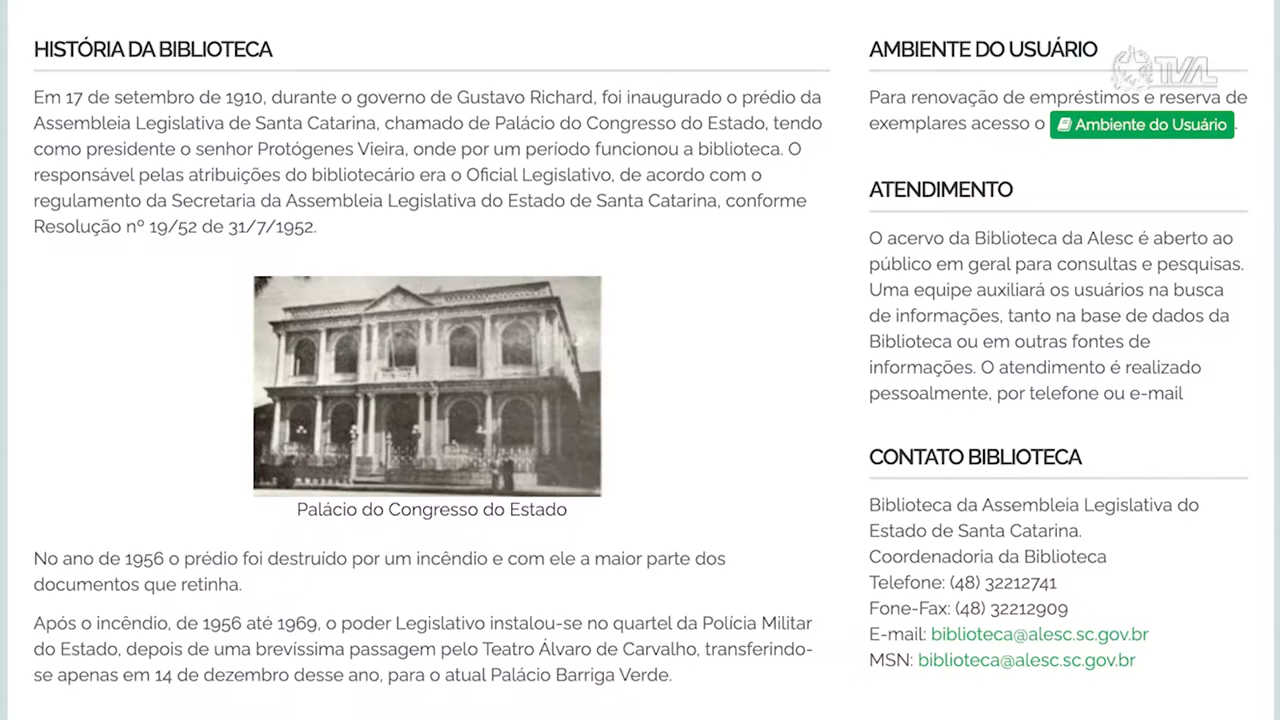 HISTÓRIA DA BIBLIOTECA
Em 17 de setembro de 1910, durante o governo de Gustavo Richard, foi inaugurado o prédio da
Assembleia Legislativa de Santa Catarina, chamado de Palácio do Congresso do Estado, tendo
como presidente o senhor Protógenes Vieira, onde por um período funcionou a biblioteca. O
responsável pelas atribuições do bibliotecário era o Oficial Legislativo, de acordo com o
regulamento da Secretaria da Assembleia Legislativa do Estado de Santa Catarina, conforme
Resolução nº 19/52 de 31/7/1952.
Palácio do Congresso do Estado
No ano de 1956 o prédio foi destruído por um incêndio e com ele a maior parte dos
documentos que retinha.
Após o incêndio, de 1956 até 1969, o poder Legislativo instalou-se no quartel da Polícia Militar
do Estado, depois de uma brevíssima passagem pelo Teatro Álvaro de Carvalho, transferindo-
se apenas em 14 de dezembro desse ano, para o atual Palácio Barriga Verde.
AMBIENTE DO USUÁRIO
TVAL
Para renovação de empréstimos e reserva de
exemplares acesso o Ambiente do Usuário.
ATENDIMENTO
O acervo da Biblioteca da Alesc é aberto ao
público em geral para consultas e pesquisas.
Uma equipe auxiliará os usuários na busca
de informações, tanto na base de dados da
Biblioteca ou em outras fontes de
informações. O atendimento é realizado
pessoalmente, por telefone ou e-mail
CONTATO BIBLIOTECA
Biblioteca da Assembleia Legislativa do
Estado de Santa Catarina.
Coordenadoria da Biblioteca
Telefone: (48) 32212741
Fone-Fax: (48) 32212909
E-mail: biblioteca@alesc.sc.gov.br
MSN: biblioteca@alesc.sc.gov.br